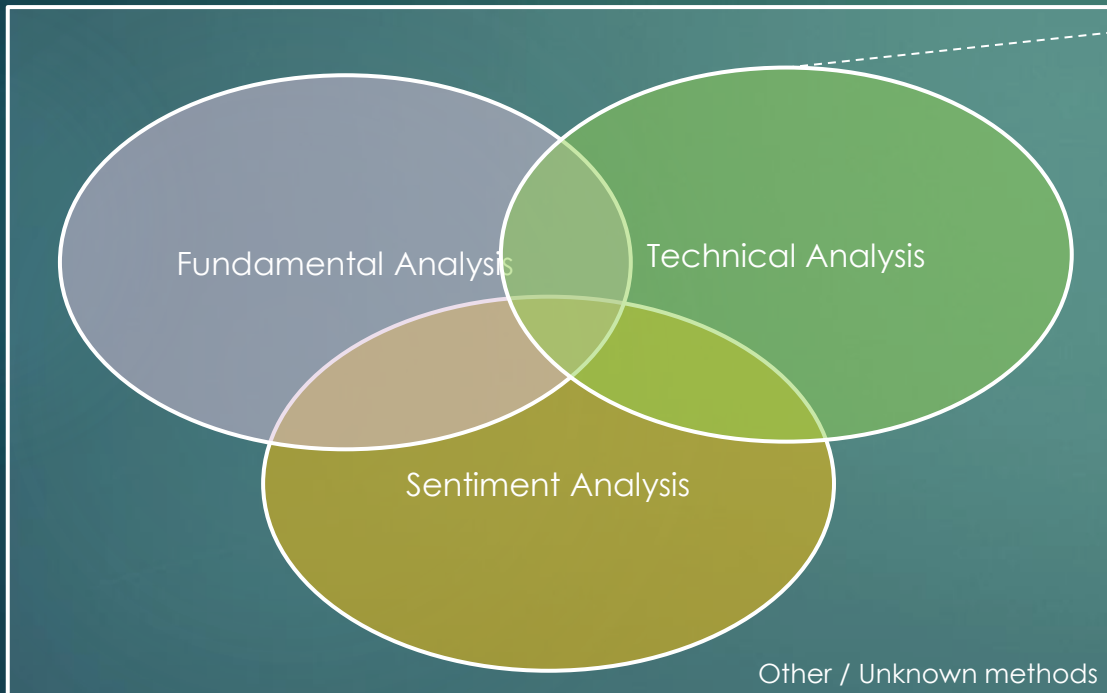 Fundamental Analysis
Technical Analysis
Sentiment Analysis
Other / Unknown methods